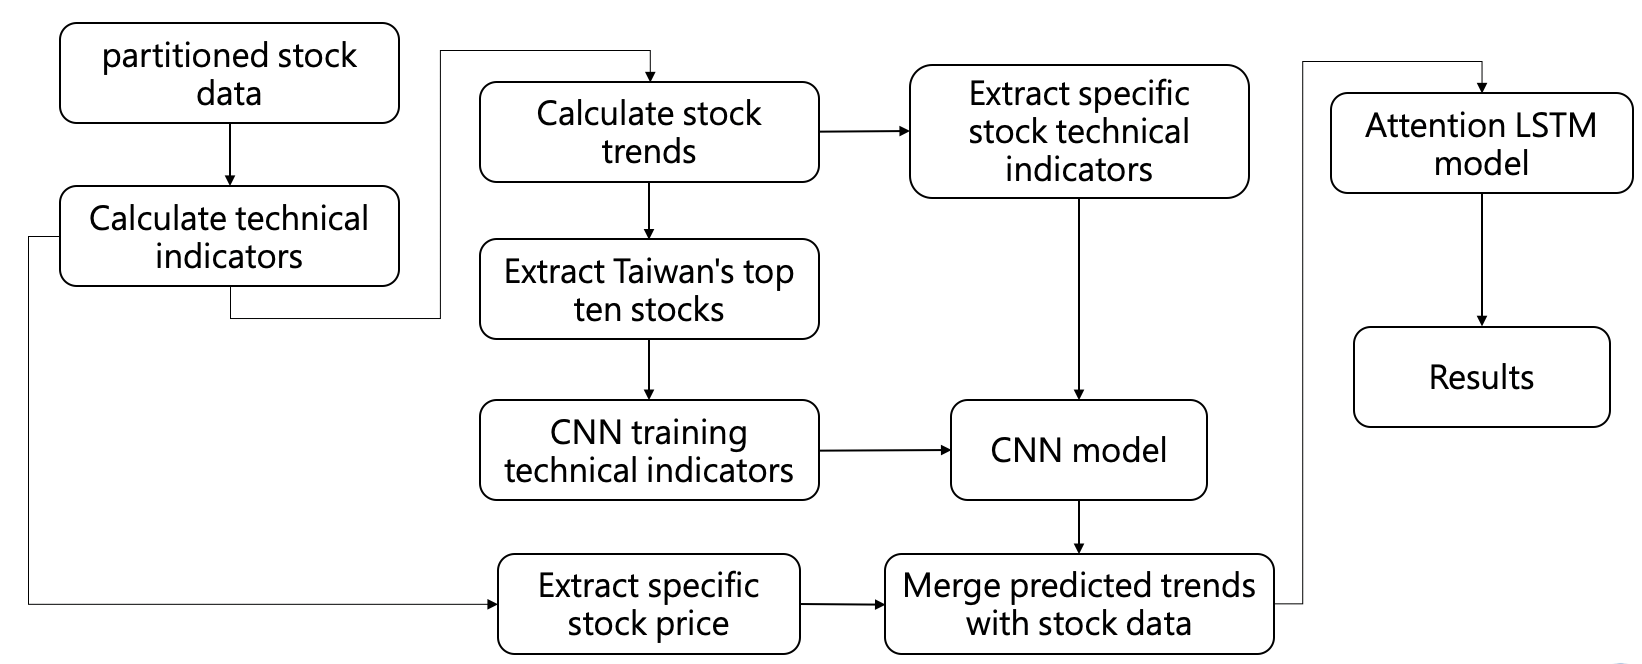 partitioned stock
data
Calculate technical
indicators
Calculate stock
trends
Extract Taiwan's top
ten stocks
CNN training
technical indicators
Extract specific
stock price
Extract specific
stock technical
indicators
CNN model
Merge predicted trends
with stock data
Attention LSTM
model
Results